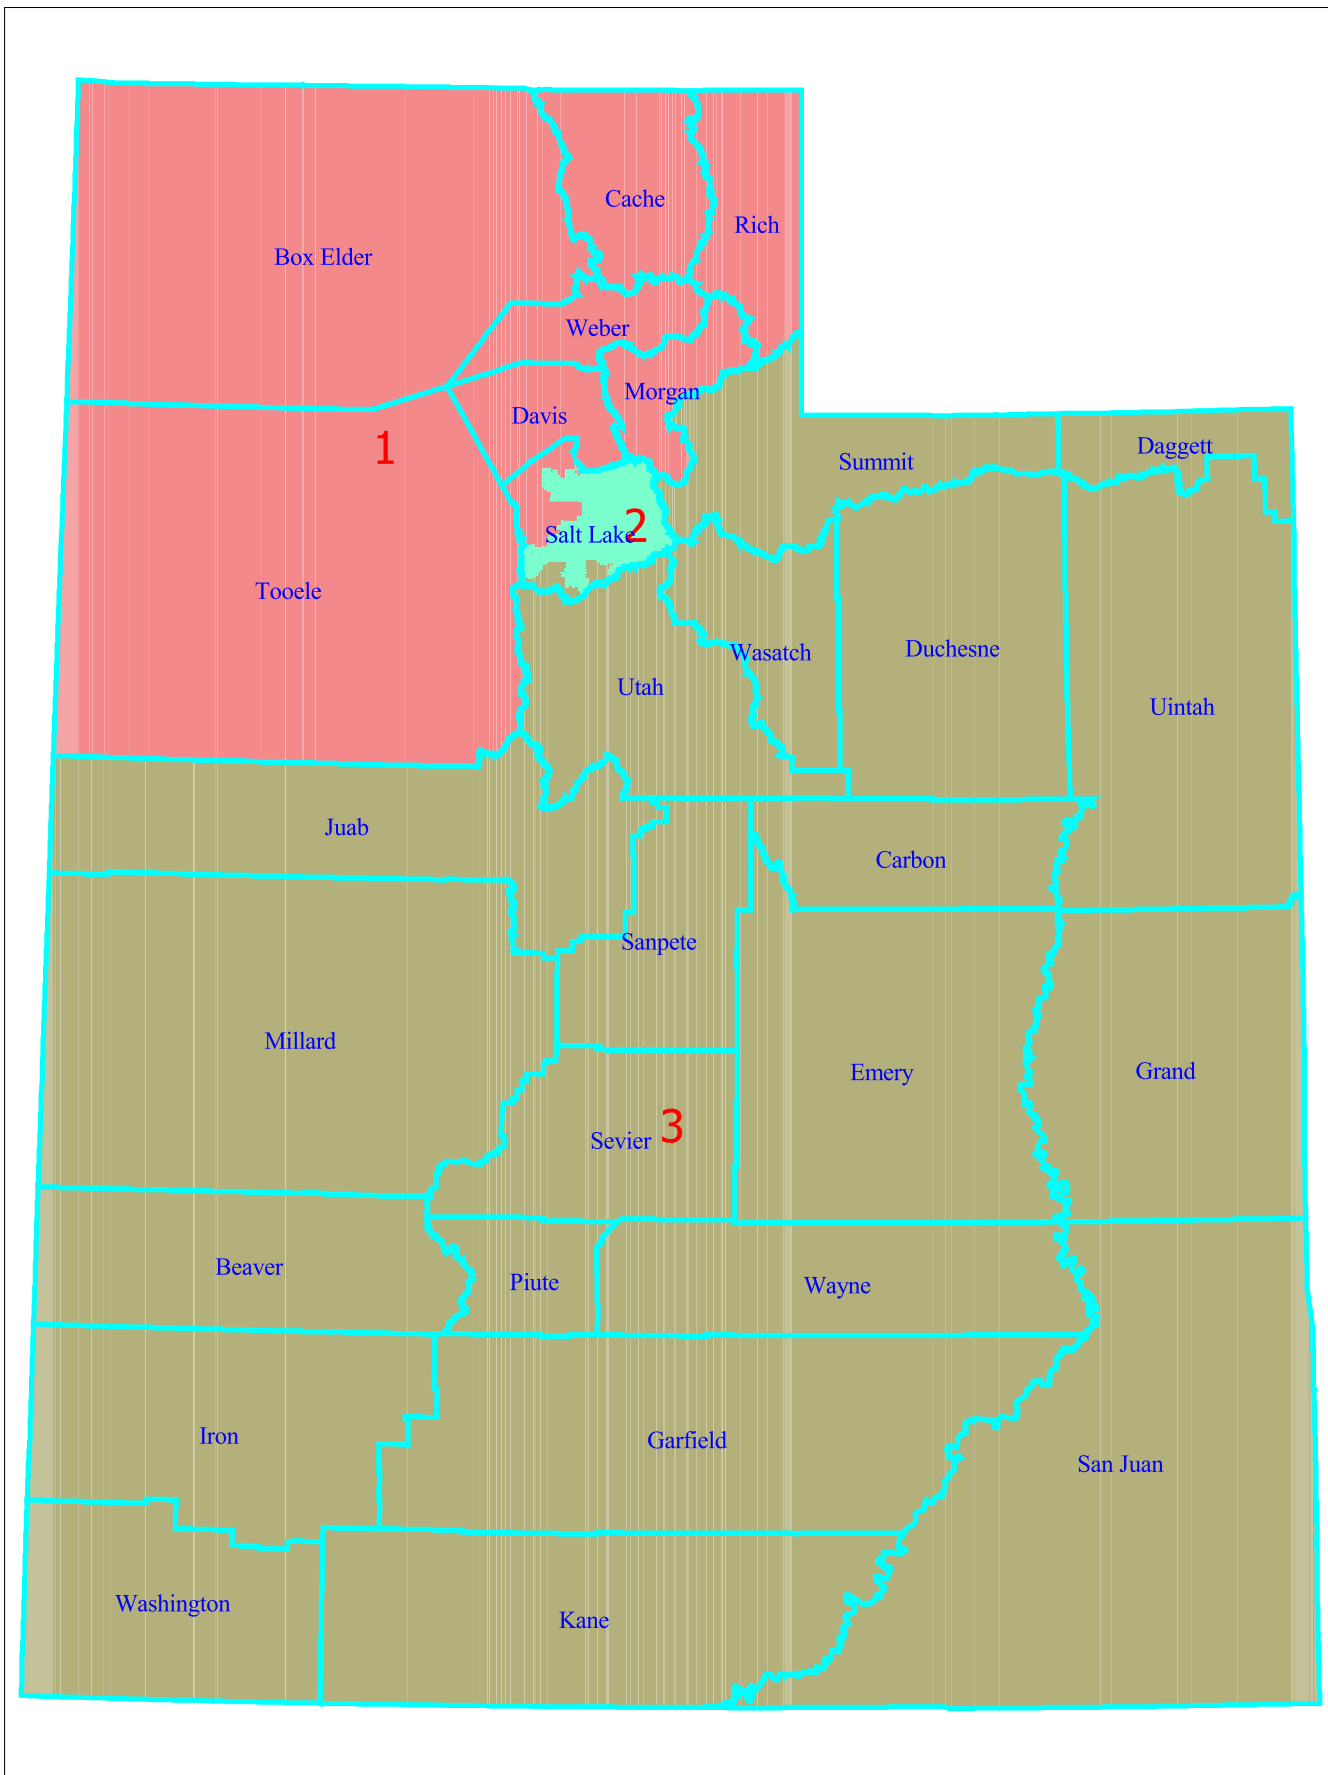 Cache
Rich
Box Elder
Weber
Morgan
Davis
1
Daggett
Summit
2
Salt Lake
Tooele
Duchesne
Wasatch
Utah
Uintah
Juab
Carbon
Sanpete
Millard
Emery
Grand
3
Sevier
Beaver
Piute
Wayne
Iron
Garfield
San Juan
Washington
Kane